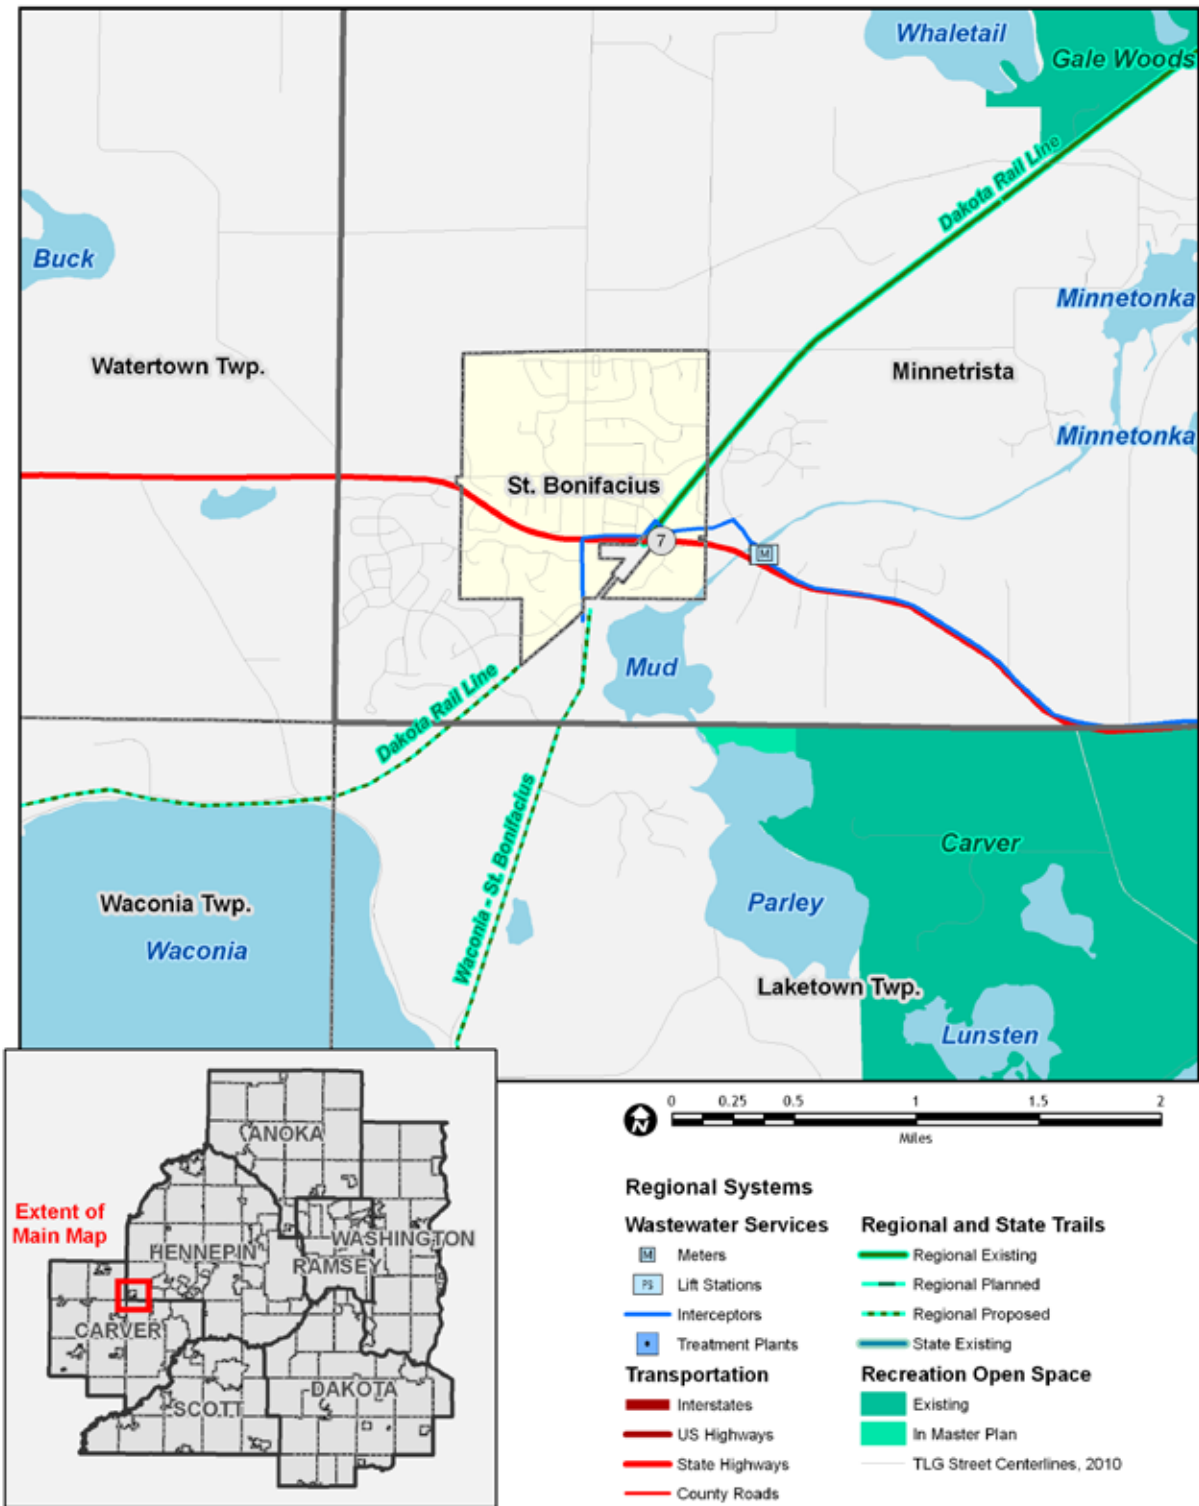 Whaletail
Gale Woods
Dakota Rail Line
Buck
Minnetonka
Watertown Twp.
Minnetrista
Minnetonka
St. Bonifacius
7
M
Mud
Dakota Rail Line
Waconia - St. Bonifacius
Carver
Waconia Twp.
Parley
Waconia
Laketown Twp.
Lunsten
Extent of
Main Map
ANOKA
HENNEPIN
WASHINGTON
RAMSEY
CARVER
DAKOTA
SCOTT
N
0 0.25 0.5 1 1.5 2
Miles
Regional Systems
Wastewater Services
M Meters
PS Lift Stations
Interceptors
Treatment Plants
Transportation
Interstates
US Highways
State Highways
County Roads
Regional and State Trails
Regional Existing
Regional Planned
Regional Proposed
State Existing
Recreation Open Space
Existing
In Master Plan
TLG Street Centerlines, 2010